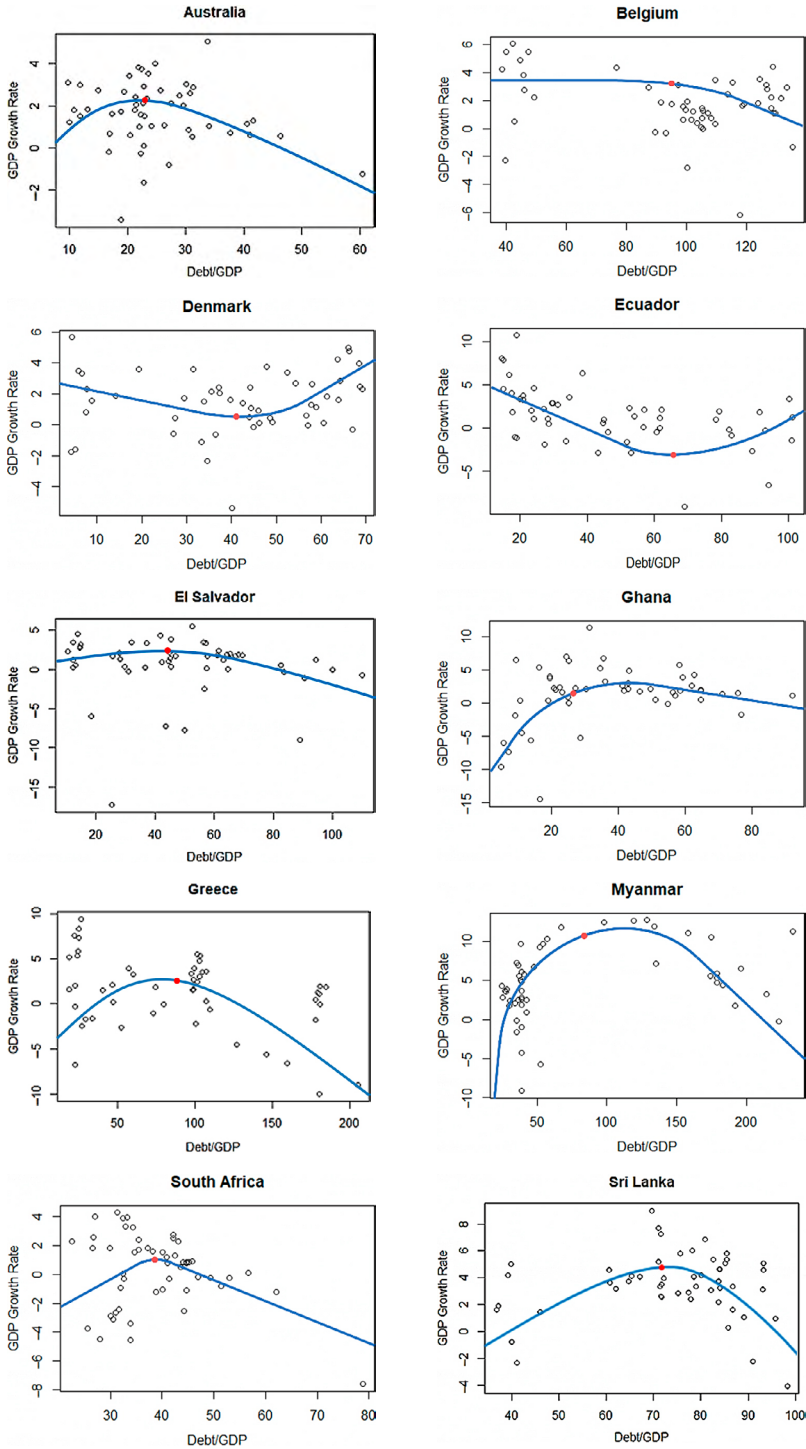 Australia
GDP Growth Rate
4
2
0
−2
10 20 30 40 50 60
Debt/GDP
Belgium
GDP Growth Rate
6
4
2
0
2
4
−6
40 60 80 100 120
Debt/GDP
Denmark
GDP Growth Rate
6
4
2
0
−2
−4
10 20 30 40 50 60 70
Debt/GDP
Ecuador
GDP Growth Rate
10
5
0
−5
20 40 60 80 100
Debt/GDP
El Salvador
GDP Growth Rate
5
0
−5
−10
−15
20 40 60 80 100
Debt/GDP
Ghana
GDP Growth Rate
10
5
0
−5
−10
−15
20 40 60 80
Debt/GDP
Greece
GDP Growth Rate
10
5
0
−5
−10
50 100 150 200
Debt/GDP
Myanmar
GDP Growth Rate
10
5
0
−5
−10
50 100 150 200
Debt/GDP
South Africa
GDP Growth Rate
4
2
0
−2
−4
−6
−8
30 40 50 60 70 80
Debt/GDP
Sri Lanka
GDP Growth Rate
8
6
4
2
0
−2
−4
40 50 60 70 80 90 100
Debt/GDP